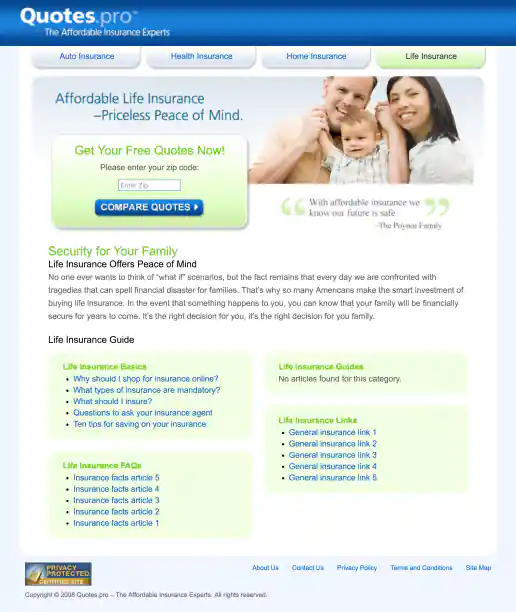 Quotes.pro™
The Affordable Insurance Experts
Auto Insurance
Health Insurance
Home Insurance
Life Insurance
Affordable Life Insurance
–Priceless Peace of Mind.
Get Your Free Quotes Now!
Please enter your zip code:
Enter Zip
COMPARE QUOTES
“ With affordable insurance we ”
know our future is safe.
–The Poynor Family
Security for Your Family
Life Insurance Offers Peace of Mind
No one ever wants to think of “what if” scenarios, but the fact remains that every day we are confronted with
tragedies that can spell financial disaster for families. That’s why so many Americans make the smart investment of
buying life insurance. In the event that something happens to you, you can know that your family will be financially
secure for years to come. It’s the right decision for you, it’s the right decision for you family.
Life Insurance Guide
Life Insurance Basics
Why should I shop for insurance online?
What types of insurance are mandatory?
What should I insure?
Questions to ask your insurance agent
Ten tips for saving on your insurance
Life Insurance FAQs
Insurance facts article 5
Insurance facts article 4
Insurance facts article 3
Insurance facts article 2
Insurance facts article 1
Life Insurance Guides
No articles found for this category.
Life Insurance Links
General insurance link 1
General insurance link 2
General insurance link 3
General insurance link 4
General insurance link 5
PRIVACY
PROTECTED
CERTIFIED SITE
About Us
Contact Us
Privacy Policy
Terms and Conditions
Site Map
Copyright © 2008 Quotes.pro – The Affordable Insurance Experts. All rights reserved.